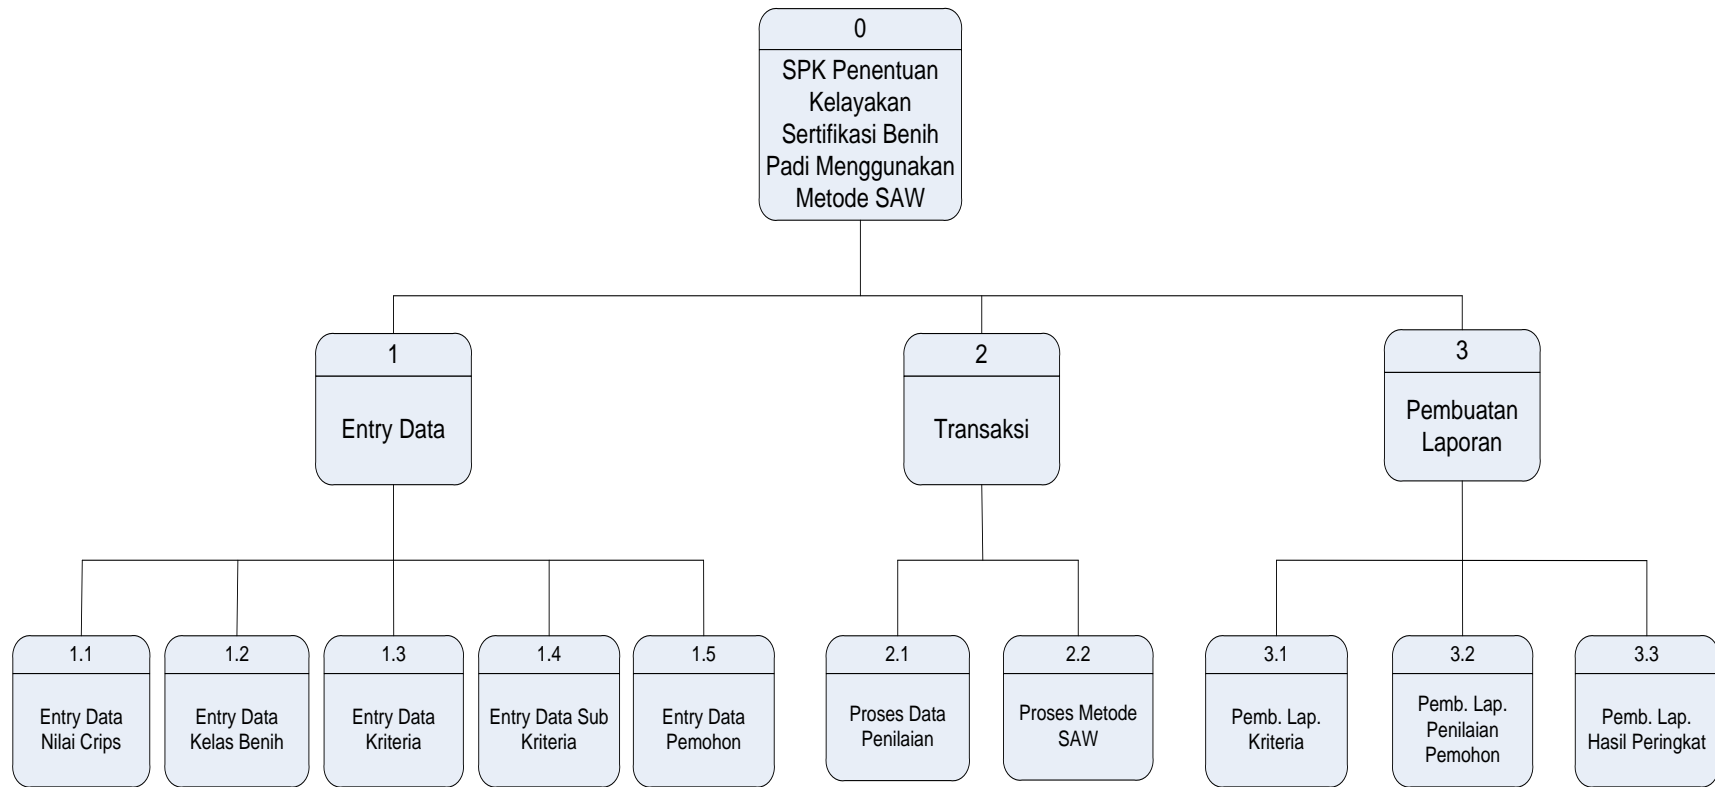 0
SPK Penentuan
Kelayakan
Sertifikasi Benih
Padi Menggunakan
Metode SAW
1
Entry Data
2
Transaksi
3
Pembuatan
Laporan
1.1
Entry Data
Nilai Crips
1.2
Entry Data
Kelas Benih
1.3
Entry Data
Kriteria
1.4
Entry Data Sub
Kriteria
1.5
Entry Data
Pemohon
2.1
Proses Data
Penilaian
2.2
Proses Metode
SAW
3.1
Pemb. Lap.
Kriteria
3.2
Pemb. Lap.
Penilaian
Pemohon
3.3
Pemb. Lap.
Hasil Peringkat